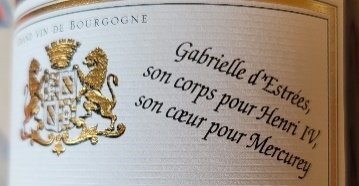 VIN DE BOURGOGNE
Gabrielle d'Estrées,
son corps pour Henri IV,
son cœur pour Mercurey